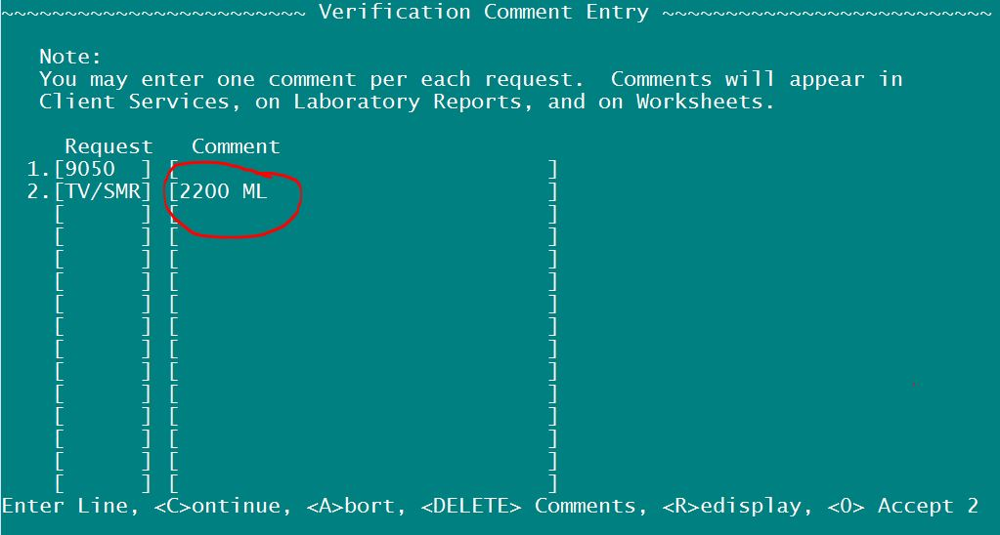 ~~~~~~~~~~~~~~~~~~~~~~~~ Verification Comment Entry ~~~~~~~~~~~~~~~~~~~~~~~~~~
Note:
You may enter one comment per each request.  Comments will appear in
Client Services, on Laboratory Reports, and on Worksheets.
Request   Comment
1.[9050  ] [                             ]
2.[TV/SMR] [2200 ML                      ]
[      ] [                             ]
[      ] [                             ]
[      ] [                             ]
[      ] [                             ]
[      ] [                             ]
[      ] [                             ]
[      ] [                             ]
[      ] [                             ]
[      ] [                             ]
[      ] [                             ]
[      ] [                             ]
[      ] [                             ]
[      ] [                             ]
Enter Line, <C>ontinue, <A>bort, <DELETE> Comments, <R>edisplay, <O> Accept 2